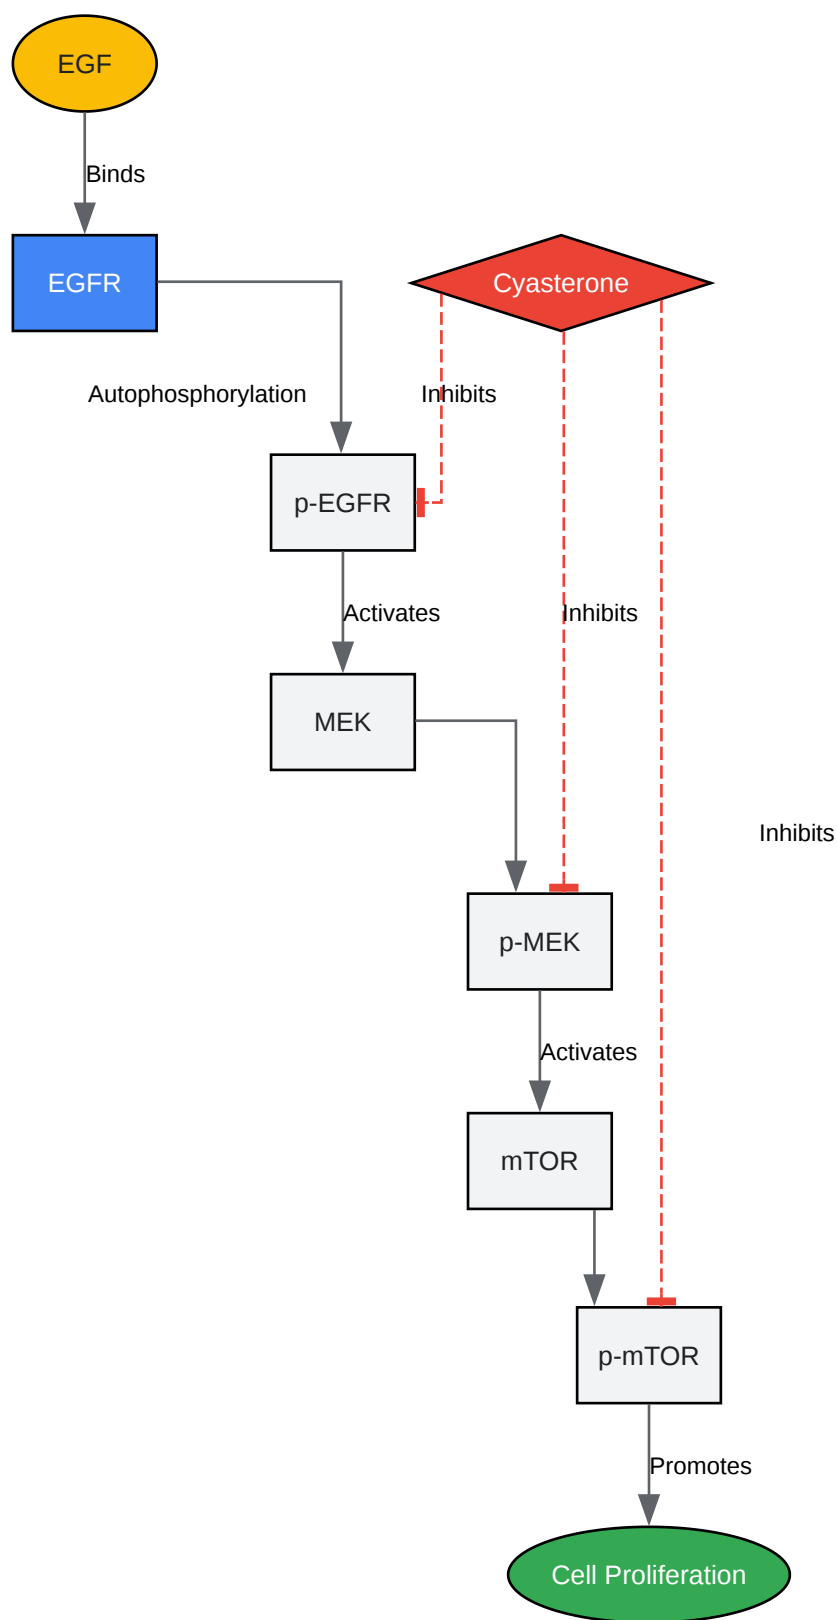 EGF
Binds
EGFR
Cyasterone
Autophosphorylation
Inhibits
p-EGFR
Activates
Inhibits
MEK
Inhibits
p-MEK
Activates
mTOR
p-mTOR
Promotes
Cell Proliferation